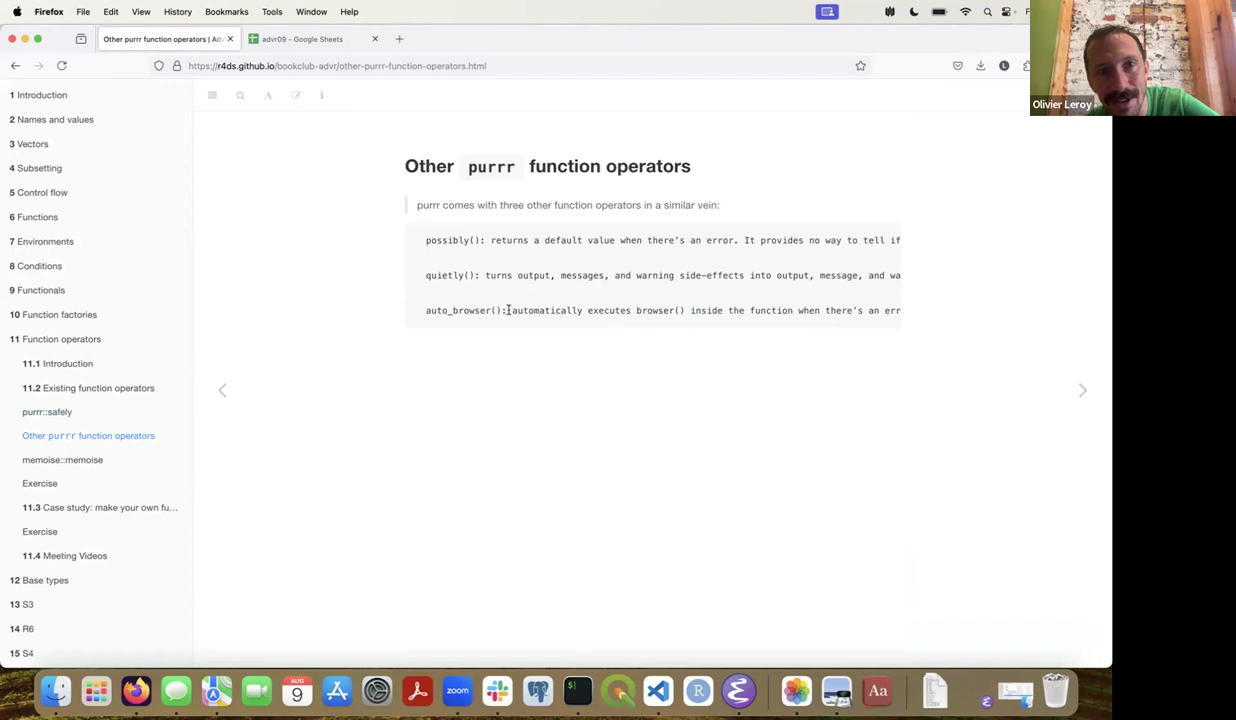 Firefox File Edit View History Bookmarks Tools Window Help
Other purrr function operators | Adv
advr09 - Google Sheets
https://r4ds.github.io/bookclub-advr/other-purrr-function-operators.html
Olivier Leroy
1 Introduction
2 Names and values
3 Vectors
4 Subsetting
5 Control flow
6 Functions
7 Environments
8 Conditions
9 Functionals
10 Function factories
11 Function operators
11.1 Introduction
11.2 Existing function operators
purrr::safely
Other purrr function operators
memoise::memoise
Exercise
11.3 Case study: make your own fu...
Exercise
11.4 Meeting Videos
12 Base types
13 S3
14 R6
15 S4
Other purrr function operators
purrr comes with three other function operators in a similar vein:
possibly(): returns a default value when there's an error. It provides no way to tell if
quietly(): turns output, messages, and warning side-effects into output, message, and wa
auto_browser(): automatically executes browser() inside the function when there's an err
AUG
9
zoom
$
R
Aa